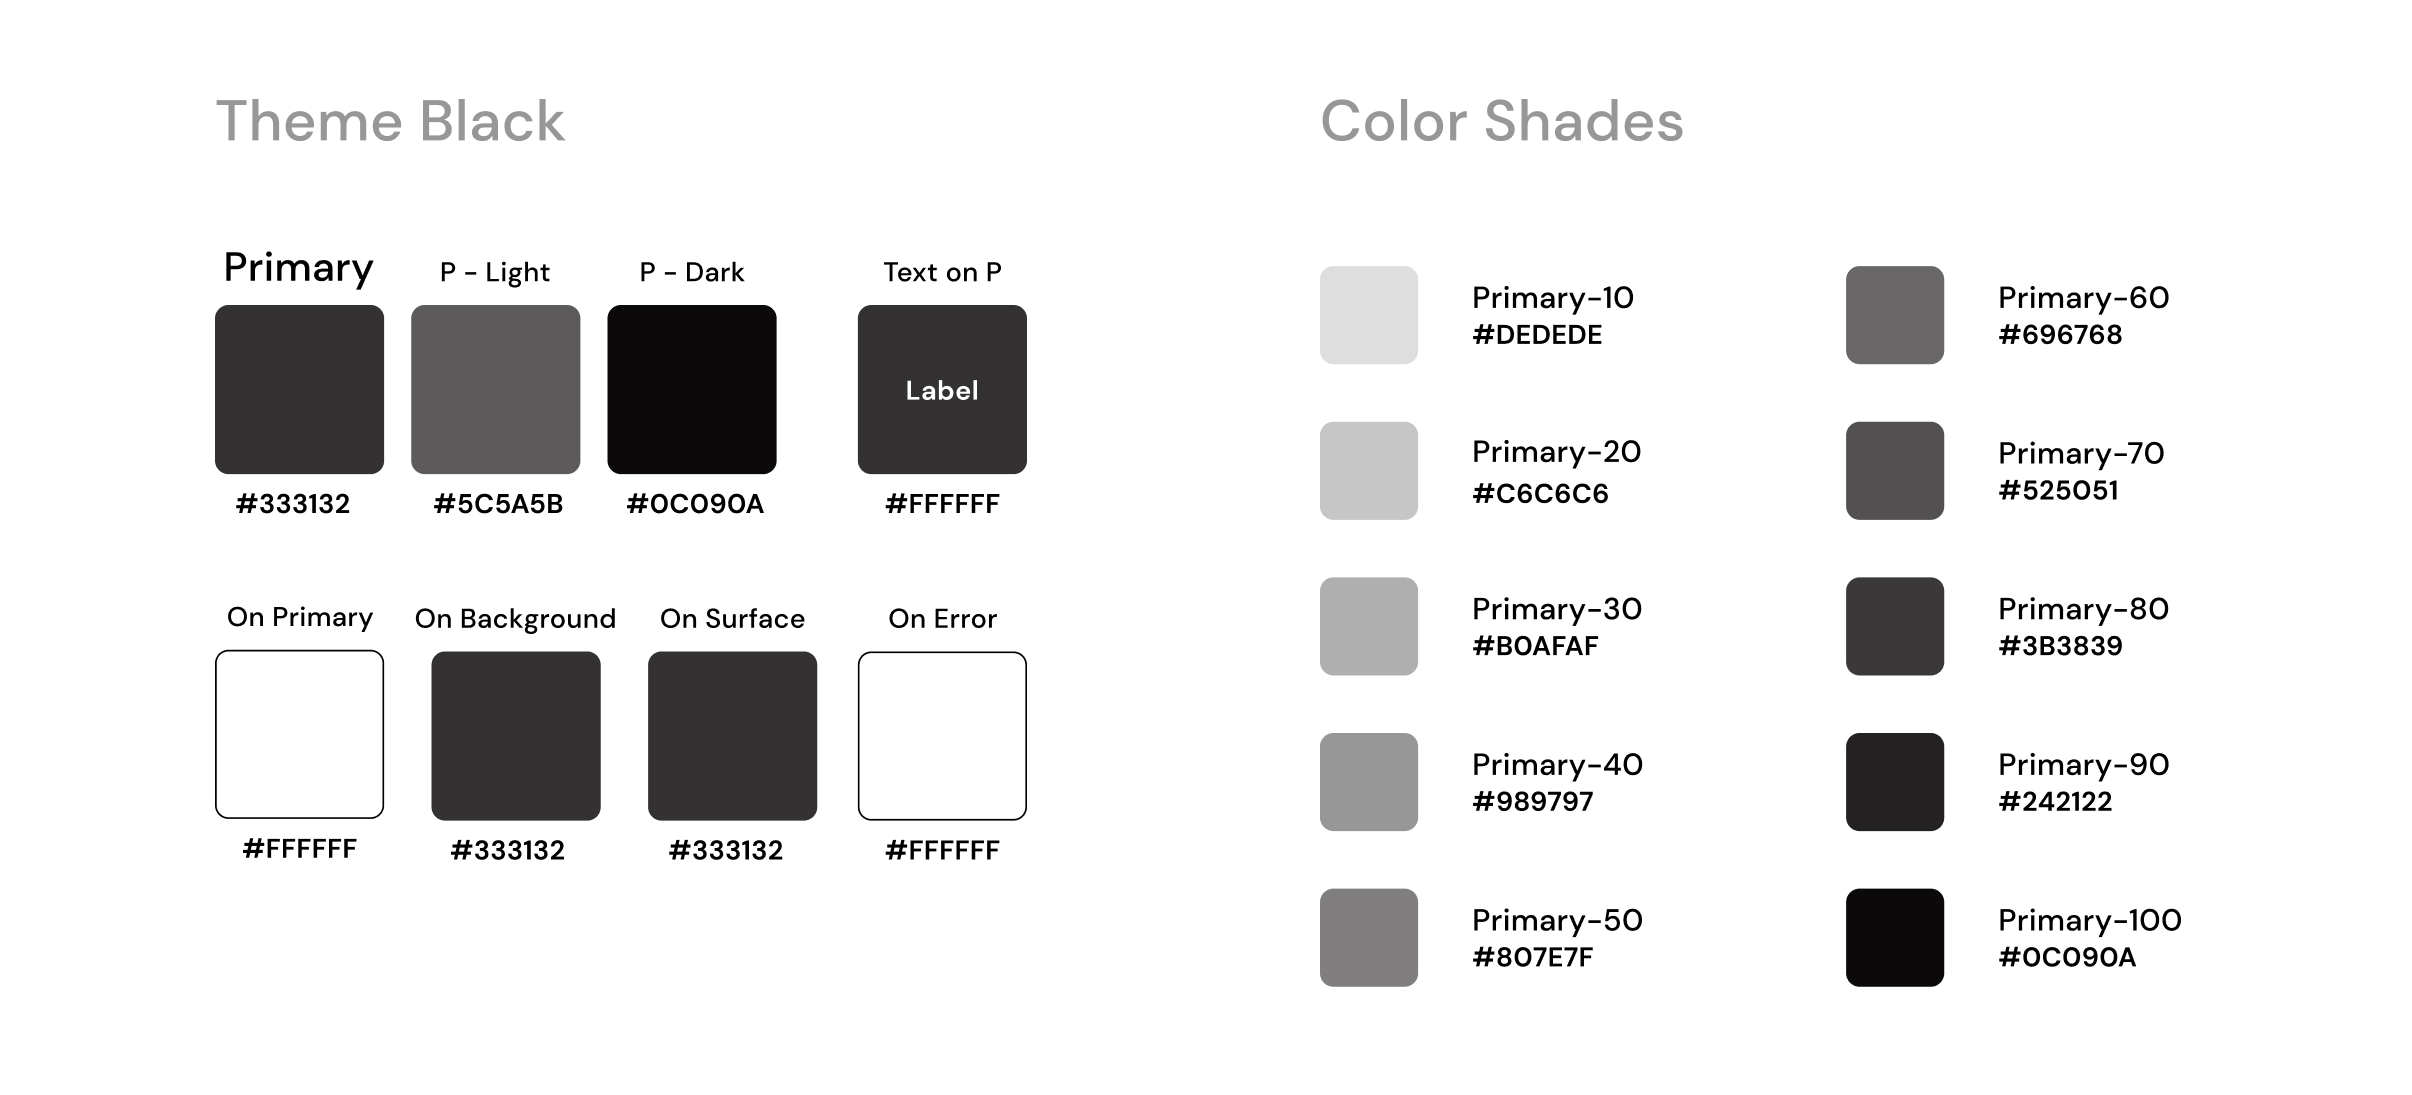 Theme Black
Primary
P - Light
P - Dark
Text on P
Label
#333132
#5C5A5B
#0C090A
#FFFFFF
On Primary
On Background
On Surface
On Error
#FFFFFF
#333132
#333132
#FFFFFF
Color Shades
Primary-10
#DEDEDE
Primary-20
#C6C6C6
Primary-30
#B0AFAF
Primary-40
#989797
Primary-50
#807E7F
Primary-60
#696768
Primary-70
#525051
Primary-80
#3B3839
Primary-90
#242122
Primary-100
#0C090A